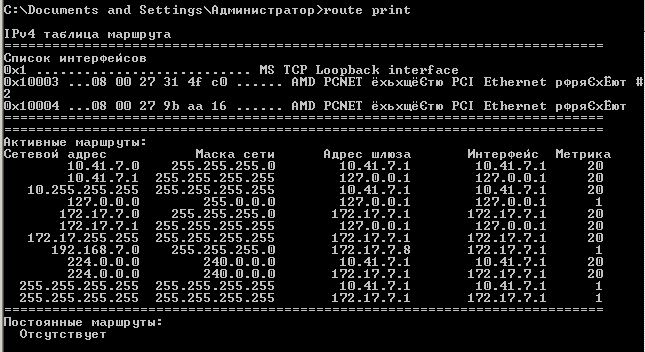 C:\Documents and Settings\Администратор>route print
IPv4 таблица маршрута
===========================================================================
Список интерфейсов
0x1 ........................... MS TCP Loopback interface
0x10003 ...08 00 27 31 4f c0 ...... AMD PCNET ёхьхщёЄтю PCI Ethernet рфряЄхЁют #
2
0x10004 ...08 00 27 9b aa 16 ...... AMD PCNET ёхьхщёЄтю PCI Ethernet рфряЄхЁют
===========================================================================
===========================================================================
Активные маршруты:
Сетевой адрес Маска сети Адрес шлюза Интерфейс Метрика
10.41.7.0 255.255.255.0 10.41.7.1 10.41.7.1 20
10.41.7.1 255.255.255.255 127.0.0.1 127.0.0.1 20
10.255.255.255 255.255.255.255 10.41.7.1 10.41.7.1 20
127.0.0.0 255.0.0.0 127.0.0.1 127.0.0.1 1
172.17.7.0 255.255.255.0 172.17.7.1 172.17.7.1 20
172.17.7.1 255.255.255.255 127.0.0.1 127.0.0.1 20
172.17.255.255 255.255.255.255 172.17.7.1 172.17.7.1 20
192.168.7.0 255.255.255.0 172.17.7.8 172.17.7.1 1
224.0.0.0 240.0.0.0 10.41.7.1 10.41.7.1 20
224.0.0.0 240.0.0.0 172.17.7.1 172.17.7.1 20
255.255.255.255 255.255.255.255 10.41.7.1 10.41.7.1 1
255.255.255.255 255.255.255.255 172.17.7.1 172.17.7.1 1
===========================================================================
Постоянные маршруты:
Отсутствует